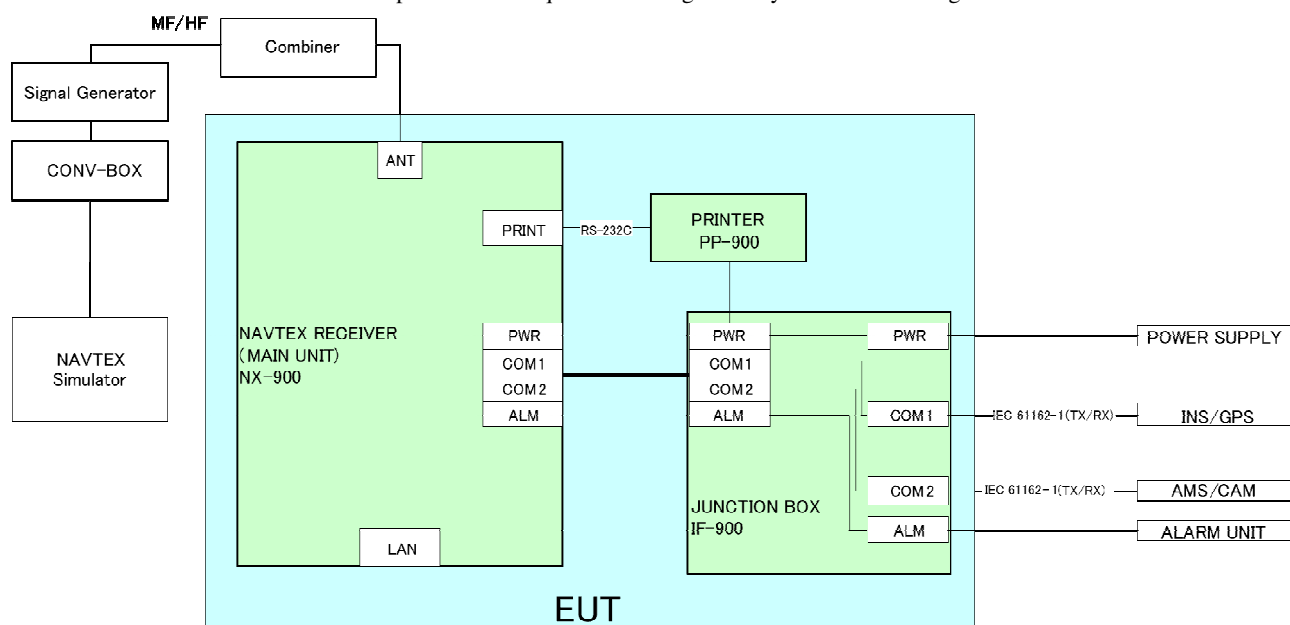 MF/HF
Combiner
Signal Generator
CONV-BOX
NAVTEX
Simulator
ANT
PRINT
RS-232C
PRINTER
PP-900
NAVTEX RECEIVER
(MAIN UNIT)
NX-900
PWR
COM1
COM2
ALM
LAN
PWR
COM1
COM2
ALM
JUNCTION BOX
IF-900
PWR
COM1
COM2
ALM
IEC 61162-1(TX/RX)
IEC 61162-1(TX/RX)
POWER SUPPLY
INS/GPS
AMS/CAM
ALARM UNIT
EUT